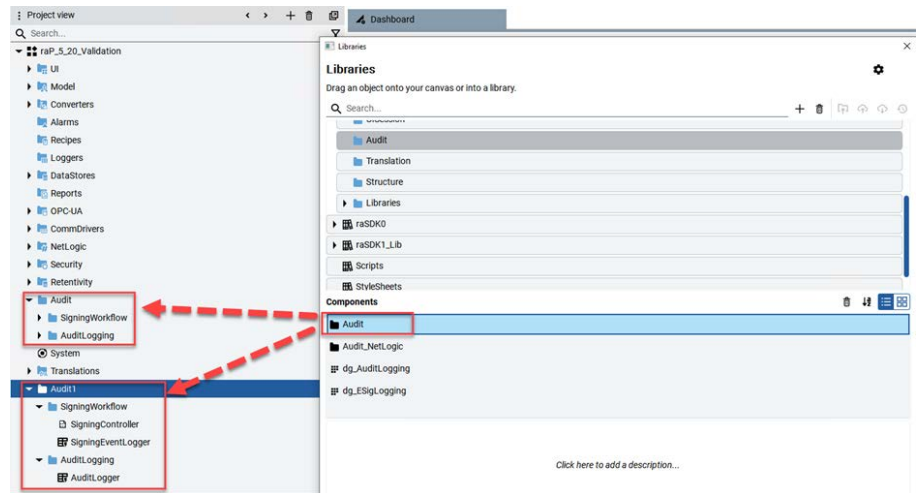 Project view
Search...
raP_5_20_Validation
UI
Model
Converters
Alarms
Recipes
Loggers
DataStores
Reports
OPC-UA
CommDrivers
NetLogic
Security
Retentivity
Audit
SigningWorkflow
AuditLogging
System
Translations
Audit1
SigningWorkflow
SigningController
SigningEventLogger
AuditLogging
AuditLogger
Dashboard
Libraries
Libraries
Drag an object onto your canvas or into a library.
Search...
Audit
Translation
Structure
Libraries
raSDK0
raSDK1_Lib
Scripts
StyleSheets
Components
Audit
Audit_NetLogic
dg_AuditLogging
dg_ESigLogging
Click here to add a description...